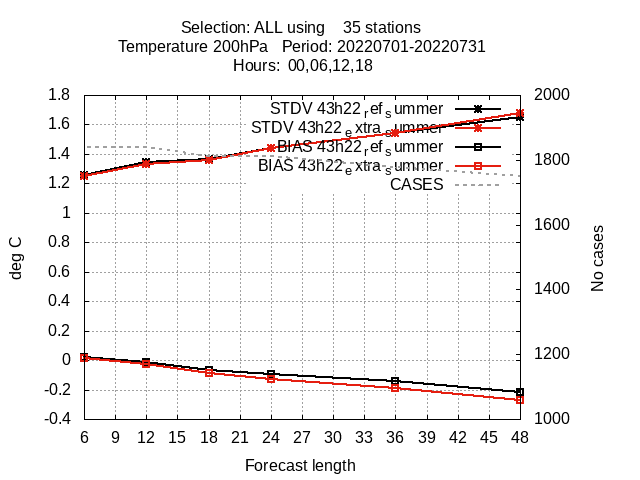 Selection: ALL using    35 stations
Temperature 200hPa   Period: 20220701-20220731
Hours:  00,06,12,18
1.8
1.6
1.4
1.2
1
0.8
0.6
0.4
0.2
0
-0.2
-0.4
deg C
STDV 43h22_ref_summer
STDV 43h22_extra_summer
BIAS 43h22_ref_summer
BIAS 43h22_extra_summer
CASES
2000
1800
1600
1400
1200
1000
No cases
6 9 12 15 18 21 24 27 30 33 36 39 42 45 48
Forecast length